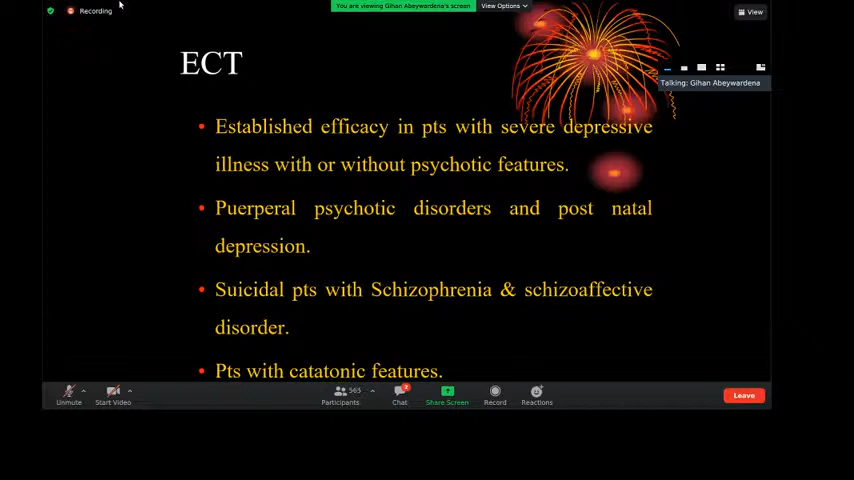 Recording
You are viewing Gihan Abeywardena's screen
View Options
View
Talking: Gihan Abeywardena
ECT
Established efficacy in pts with severe depressive
illness with or without psychotic features.
Puerperal psychotic disorders and post natal
depression.
Suicidal pts with Schizophrenia & schizoaffective
disorder.
Pts with catatonic features.
Unmute
Start Video
563
Participants
2
Chat
Share Screen
Record
Reactions
Leave